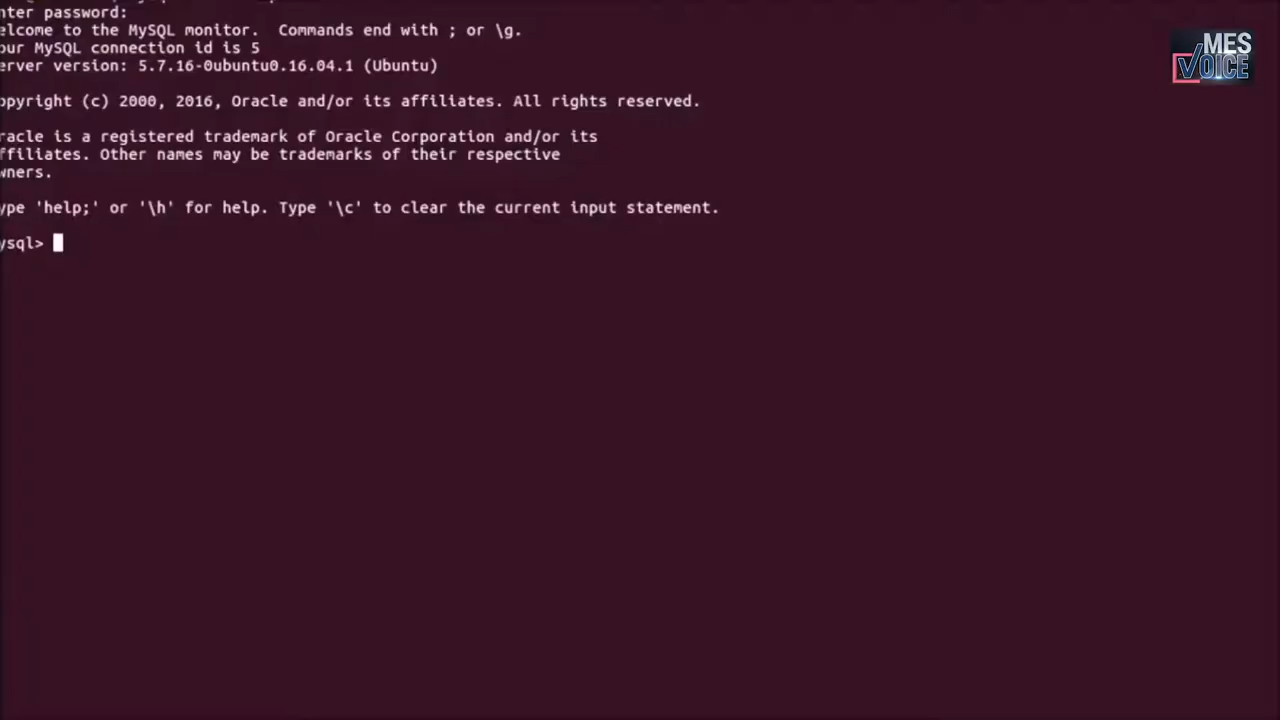 nter password:
elcome to the MySQL monitor.  Commands end with ; or \g.
our MySQL connection id is 5
erver version: 5.7.16-0ubuntu0.16.04.1 (Ubuntu)
opyright (c) 2000, 2016, Oracle and/or its affiliates. All rights reserved.
racle is a registered trademark of Oracle Corporation and/or its
ffiliates. Other names may be trademarks of their respective
wners.
ype 'help;' or '\h' for help. Type '\c' to clear the current input statement.
ysql>
MES
VOICE